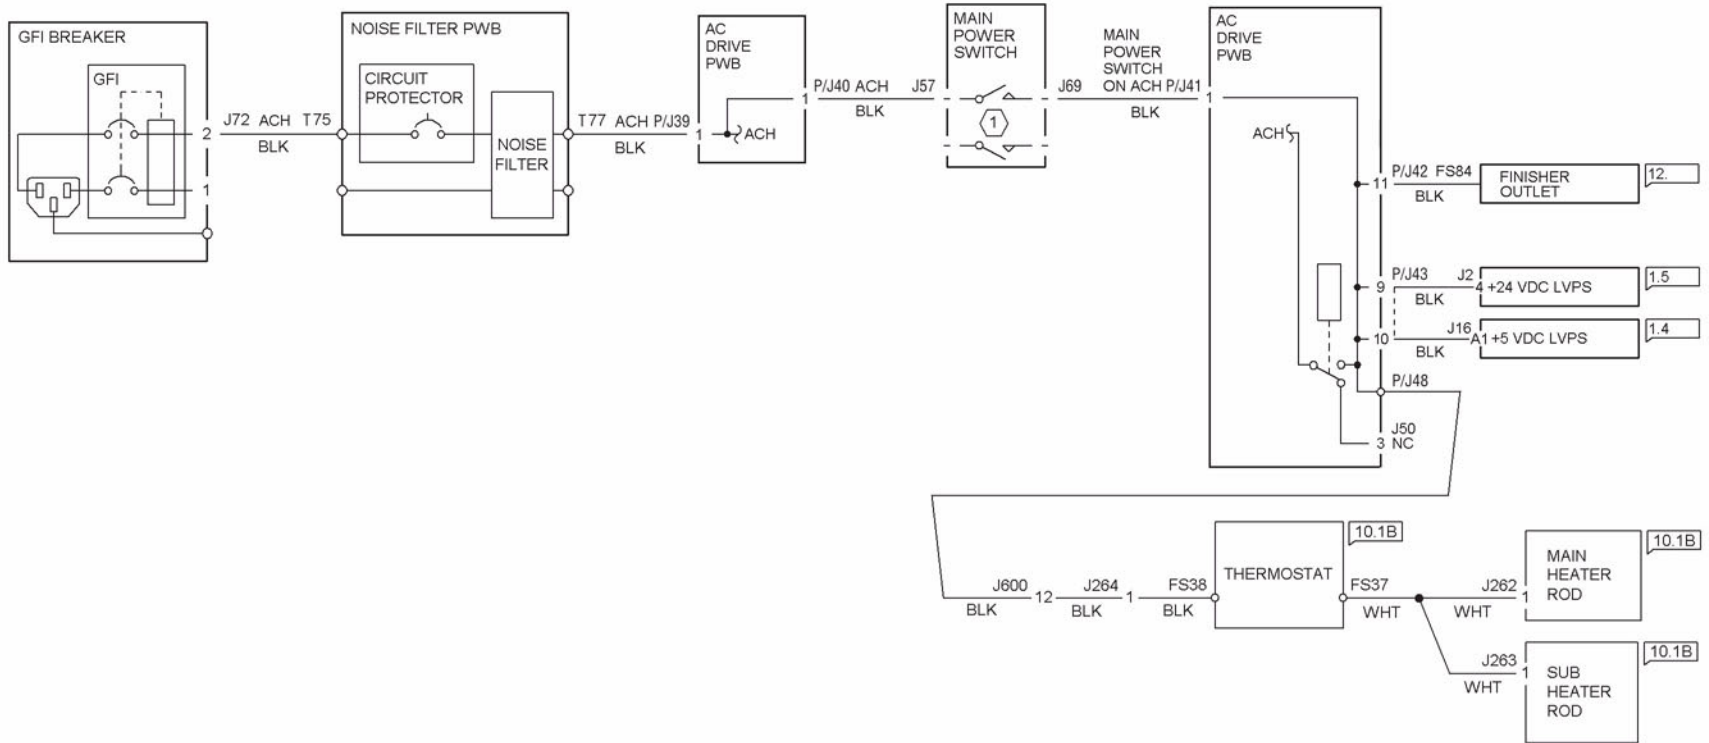 GFI BREAKER
GFI
2
1
J72 ACH T75
BLK
NOISE FILTER PWB
CIRCUIT
PROTECTOR
NOISE
FILTER
T77 ACH P/J39
BLK
AC
DRIVE
PWB
1
ACH
1
P/J40 ACH J57
BLK
MAIN
POWER
SWITCH
1
J69
MAIN
POWER
SWITCH
ON ACH P/J41
BLK
AC
DRIVE
PWB
1
ACH
11
P/J42 FS84
BLK
FINISHER
OUTLET
12.
9
P/J43 J2
BLK
4 +24 VDC LVPS
1.5
10
J16
BLK
A1 +5 VDC LVPS
1.4
P/J48
J50
3 NC
J600
BLK
12
J264
BLK
1
FS38
BLK
THERMOSTAT
10.1B
FS37
WHT
J262
WHT
1
MAIN
HEATER
ROD
10.1B
J263
WHT
1
SUB
HEATER
ROD
10.1B